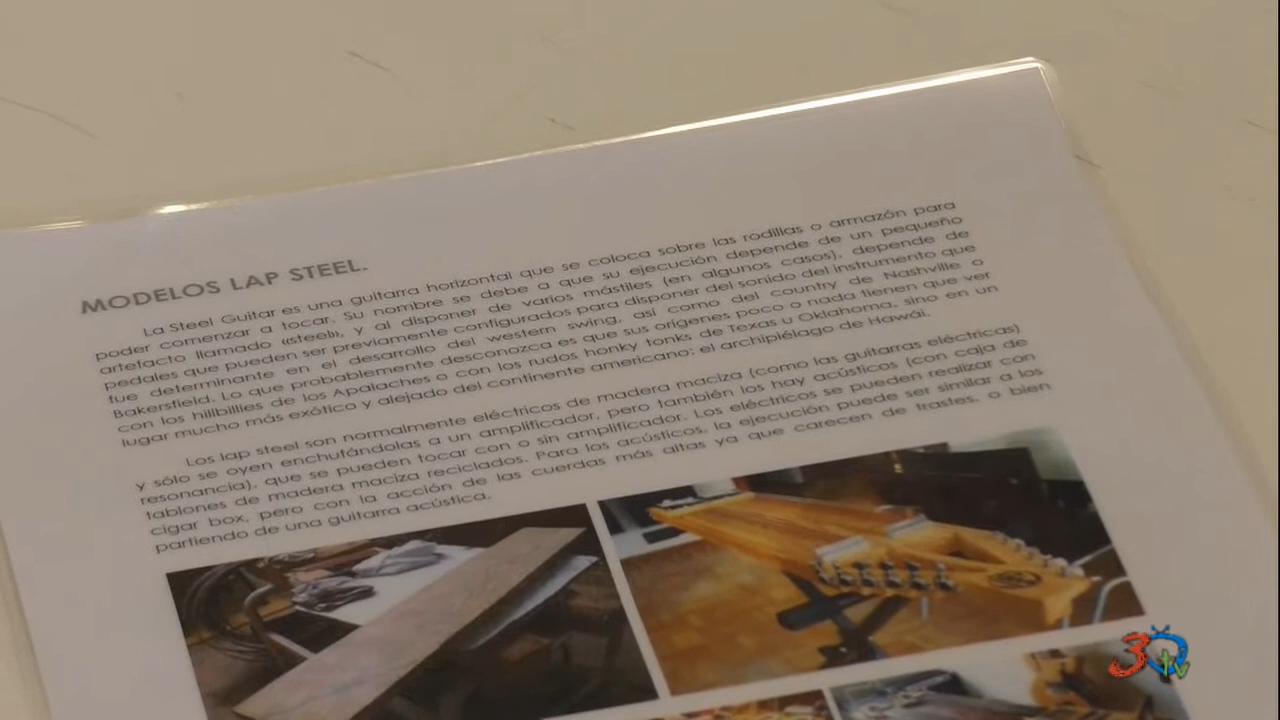 MODELOS LAP STEEL.
La Steel Guitar es una guitarra horizontal que se coloca sobre las rodillas o armazón para
poder comenzar a tocar. Su nombre se debe a que su ejecución depende de un pequeño
artefacto llamado «steel», y al disponer de varios mástiles (en algunos casos), depende de
pedales que pueden ser previamente configurados para disponer del sonido del instrumento que
fue determinante en el desarrollo del western swing, así como del country de Nashville o
Bakersfield. Lo que probablemente desconozca es que sus orígenes poco o nada tienen que ver
con los hillbillies de los Apalaches o con los rudos honky tonks de Texas u Oklahoma, sino en un
lugar mucho más exótico y alejado del continente americano: el archipiélago de Hawái.
Los lap steel son normalmente eléctricos de madera maciza (como las guitarras eléctricas)
y sólo se oyen enchufándolas a un amplificador, pero también los hay acústicos (con caja de
resonancia), que se pueden tocar con o sin amplificador. Los eléctricos se pueden realizar con
tablones de madera maciza reciclados. Para los acústicos, la ejecución puede ser similar a las
cigar box, pero con la acción de las cuerdas más altas ya que carecen de trastes, o bien
partiendo de una guitarra acústica.
30tv